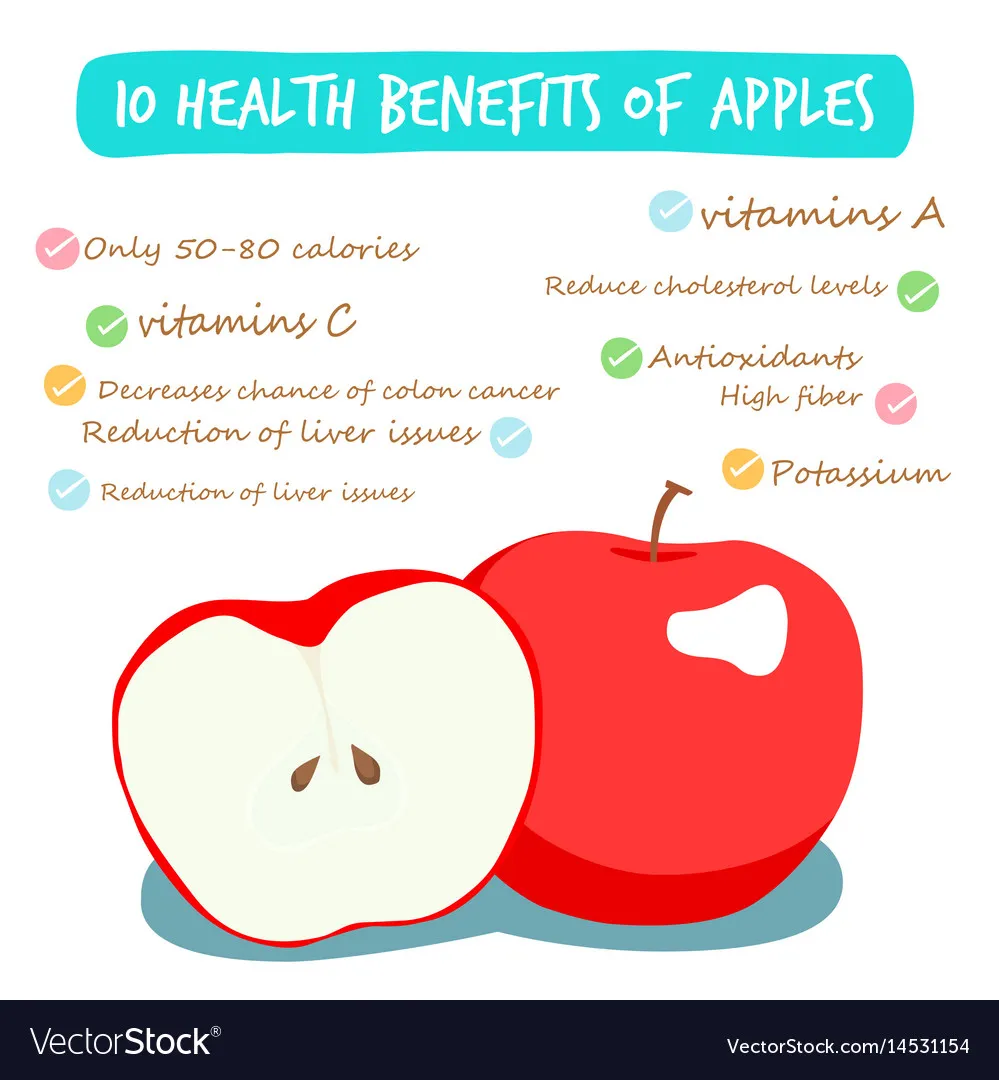 10 HEALTH BENEFITS OF APPLES
Only 50-80 calories
vitamins C
Decreases chance of colon cancer
Reduction of liver issues
Reduction of liver issues
vitamins A
Reduce cholesterol levels
Antioxidants
High fiber
Potassium
VectorStock®
VectorStock.com/14531154